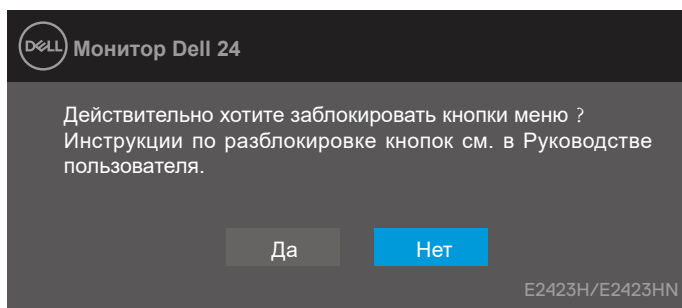 DELL Монитор Dell 24
Действительно хотите заблокировать кнопки меню ?
Инструкции по разблокировке кнопок см. в Руководстве
пользователя.
Да Нет
E2423H/E2423HN